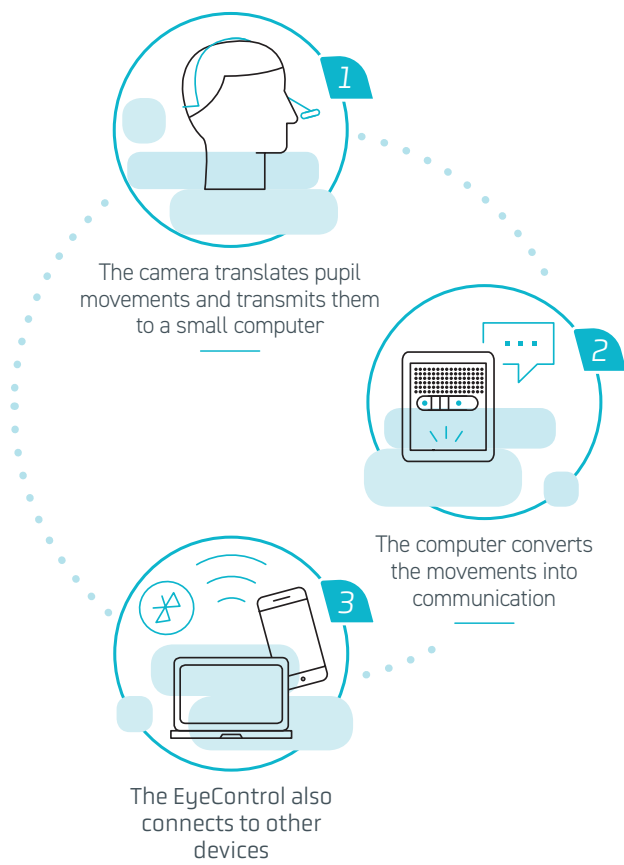 1
The camera translates pupil
movements and transmits them
to a small computer
2
The computer converts
the movements into
communication
3
The EyeControl also
connects to other
devices